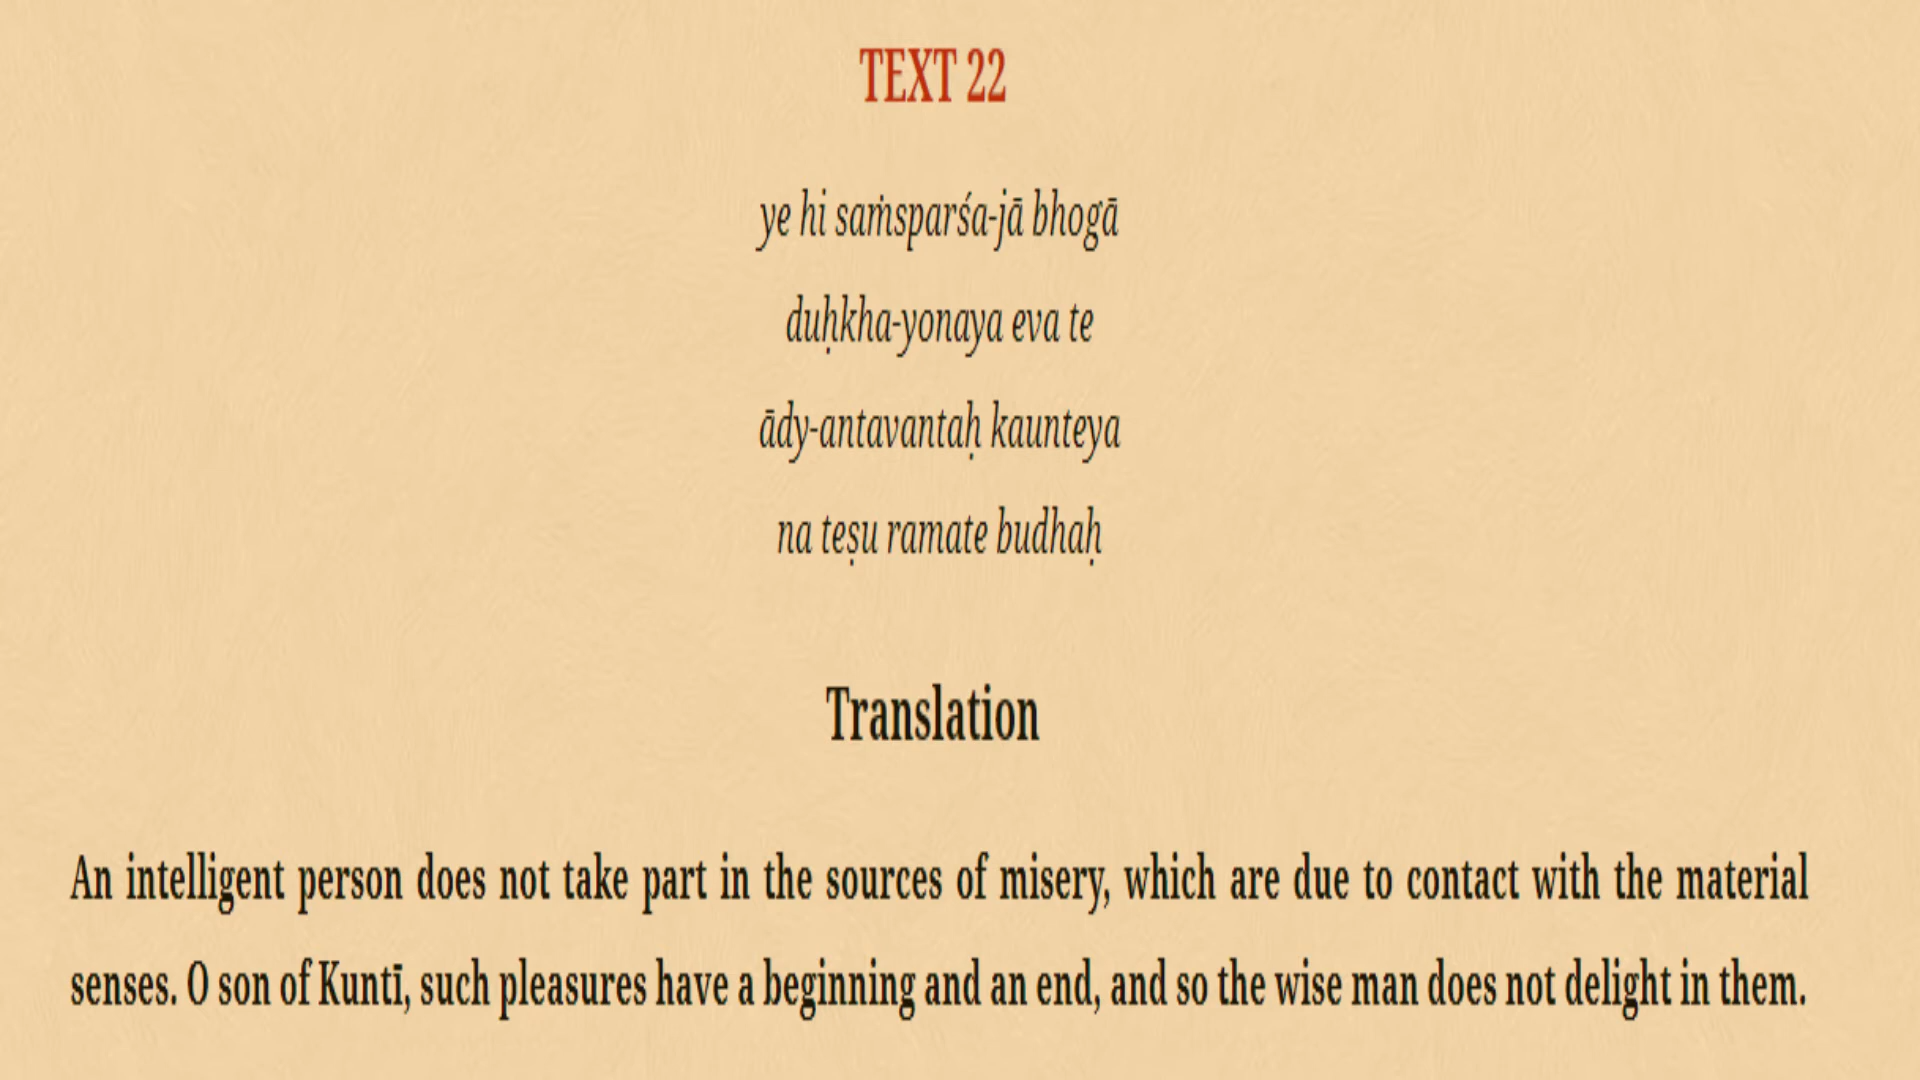 TEXT 22
ye hi saṁsparśa-jā bhogā
duḥkha-yonaya eva te
ādy-antavantaḥ kaunteya
na teṣu ramate budhaḥ
Translation
An intelligent person does not take part in the sources of misery, which are due to contact with the material
senses. O son of Kuntī, such pleasures have a beginning and an end, and so the wise man does not delight in them.